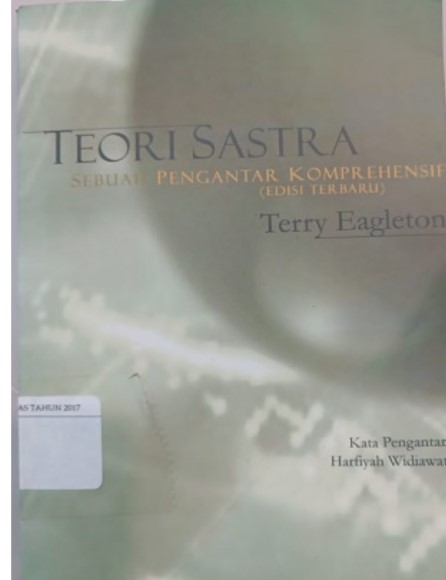 TEORI SASTRA
SEBUAH PENGANTAR KOMPREHENSIF
(EDISI TERBARU)
Terry Eagleton
AS TAHUN 2017
Kata Pengantar
Harfiyah Widiawat